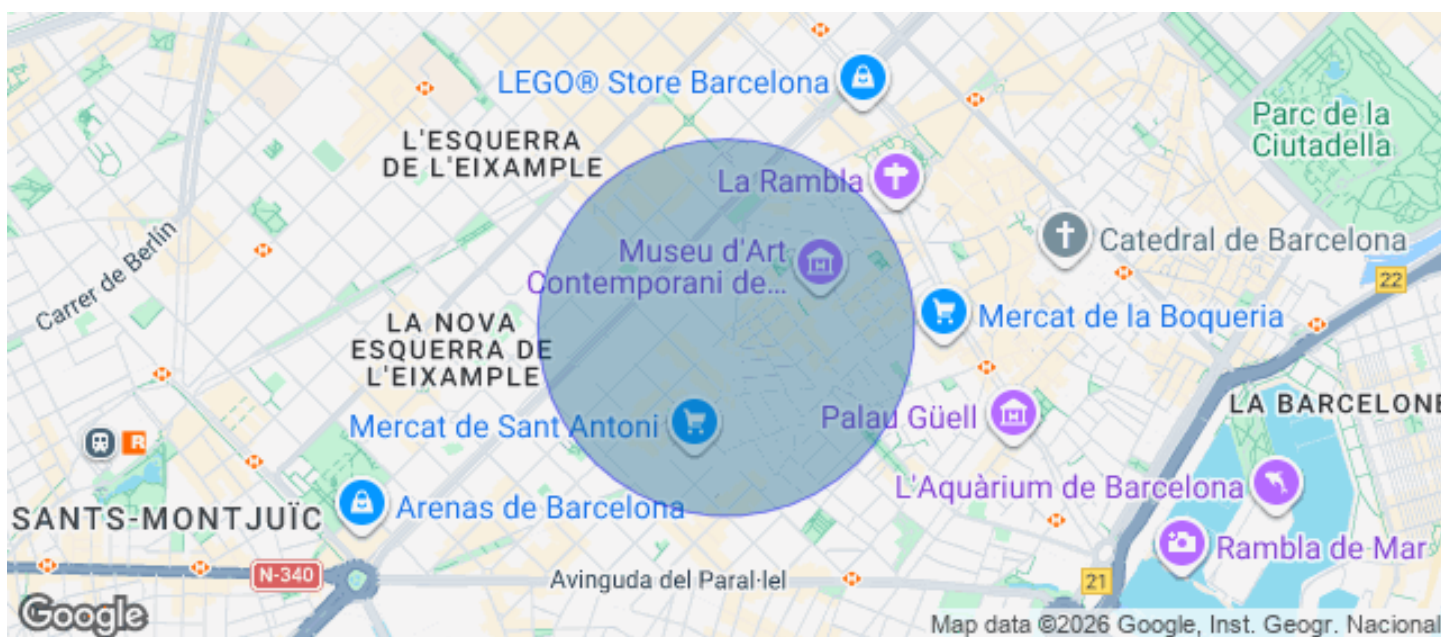 LEGO® Store Barcelona
Parc de la
Ciutadella
L'ESQUERRA
DE L'EIXAMPLE
La Rambla
Catedral de Barcelona
Museu d'Art
Contemporani de...
Carrer de Berlín
22
LA NOVA
ESQUERRA DE
L'EIXAMPLE
Mercat de la Boqueria
Mercat de Sant Antoni
Palau Güell
LA BARCELONE
R
L'Aquàrium de Barcelona
SANTS-MONTJUÏC
Arenas de Barcelona
Rambla de Mar
N-340
Avinguda del Paral·lel
21
Google
Map data ©2026 Google, Inst. Geogr. Nacional